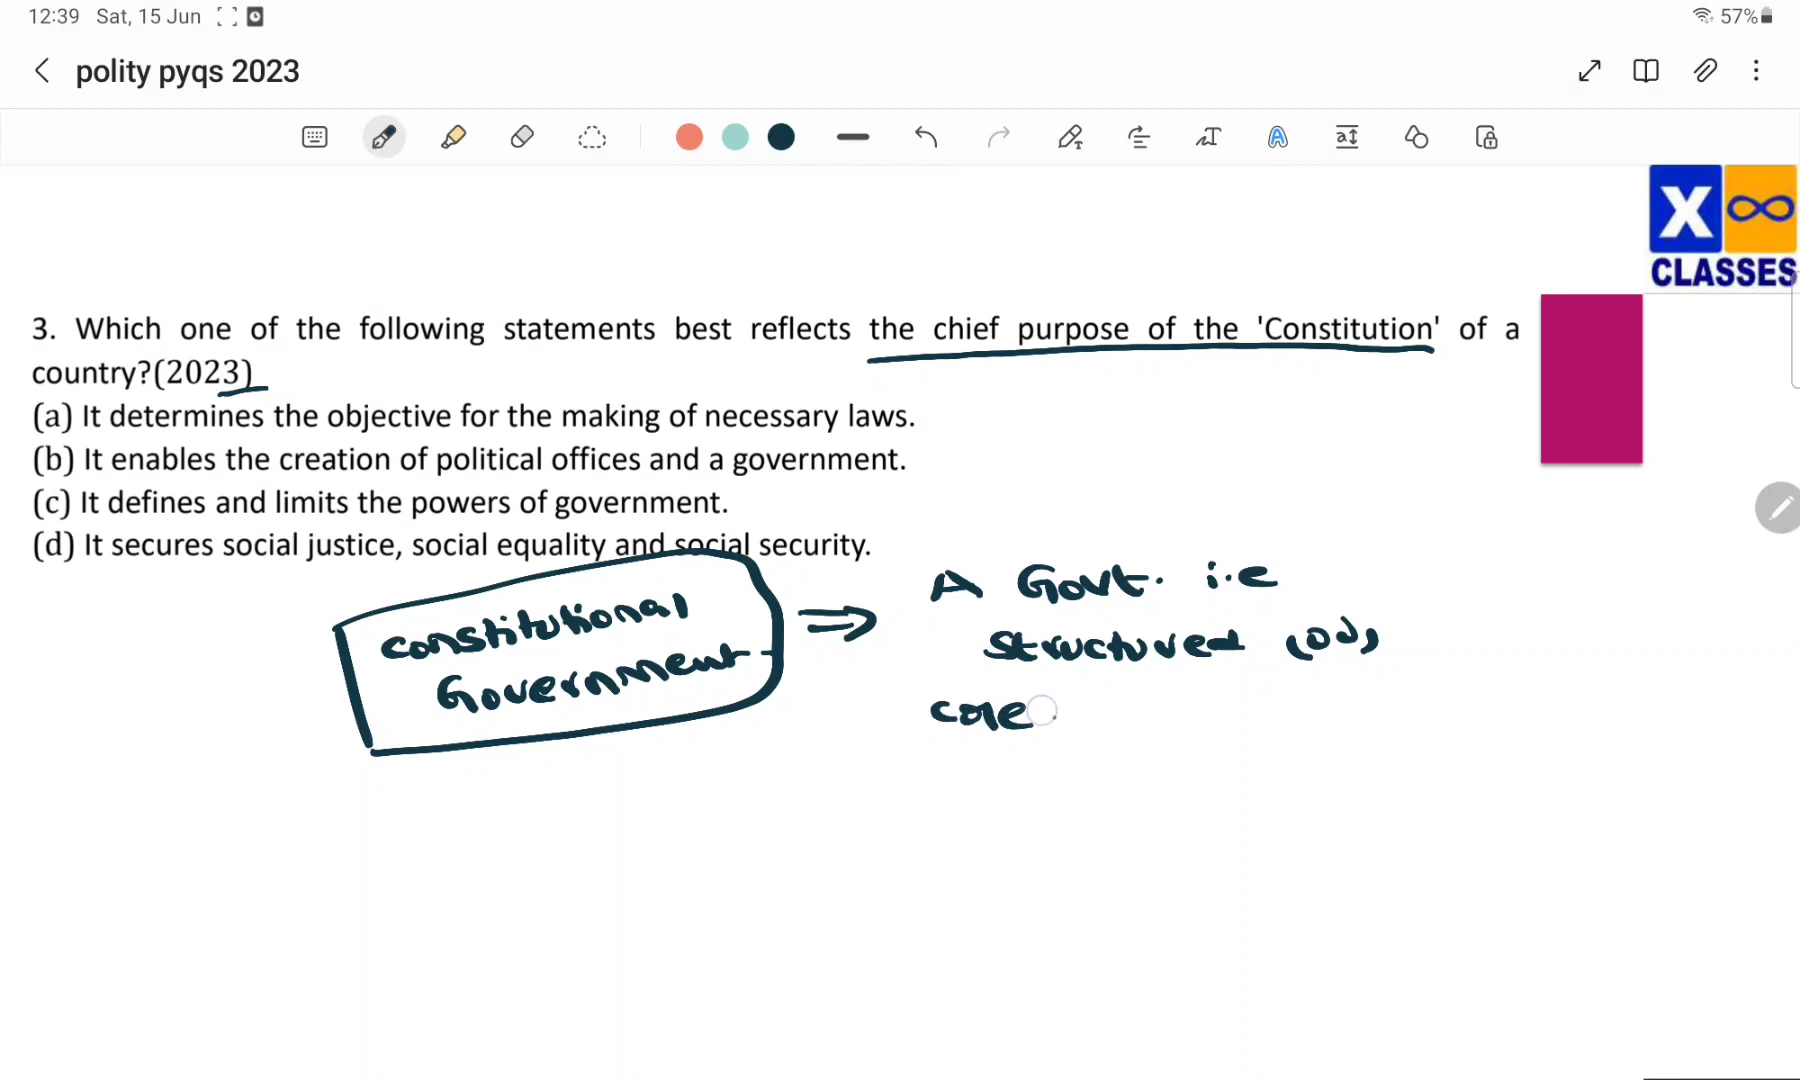 12:39 Sat, 15 Jun
57%
polity pyqs 2023
X
CLASSES
3. Which one of the following statements best reflects the chief purpose of the 'Constitution' of a
country?(2023)
(a) It determines the objective for the making of necessary laws.
(b) It enables the creation of political offices and a government.
(c) It defines and limits the powers of government.
(d) It secures social justice, social equality and social security.
constitutional
Government
A Govt. i.e
structured